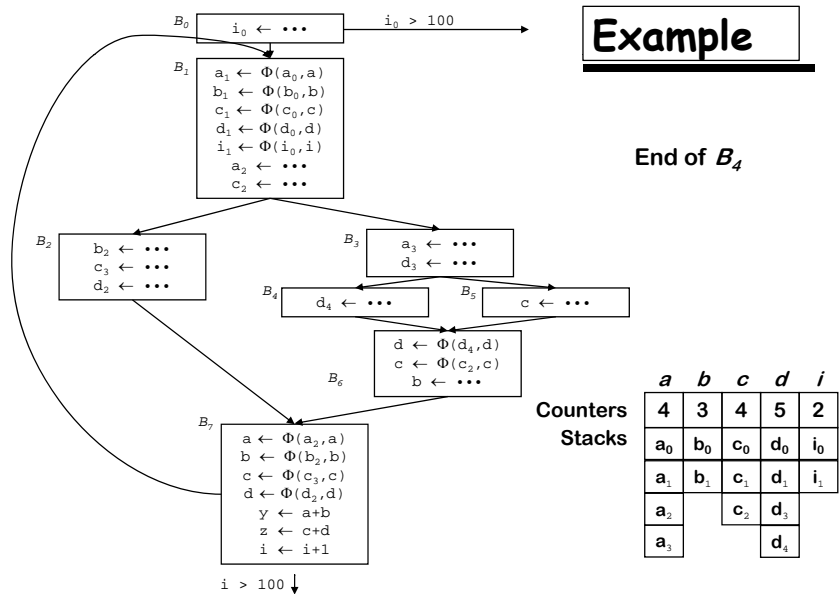 B₀
i₀ ← •••
i₀ > 100
Example
B₁
a₁ ← Φ(a₀,a)
b₁ ← Φ(b₀,b)
c₁ ← Φ(c₀,c)
d₁ ← Φ(d₀,d)
i₁ ← Φ(i₀,i)
a₂ ← •••
c₂ ← •••
End of B₄
B₂
b₂ ← •••
c₃ ← •••
d₂ ← •••
B₃
a₃ ← •••
d₃ ← •••
B₄
d₄ ← •••
B₅
c ← •••
d ← Φ(d₄,d)
c ← Φ(c₂,c)
b ← •••
B₆
B₇
a ← Φ(a₂,a)
b ← Φ(b₂,b)
c ← Φ(c₃,c)
d ← Φ(d₂,d)
y ← a+b
z ← c+d
i ← i+1
i > 100
a b c d i
Counters 4 3 4 5 2
Stacks a₀ b₀ c₀ d₀ i₀
a₁ b₁ c₁ d₁ i₁
a₂ c₂ d₃
a₃ d₄